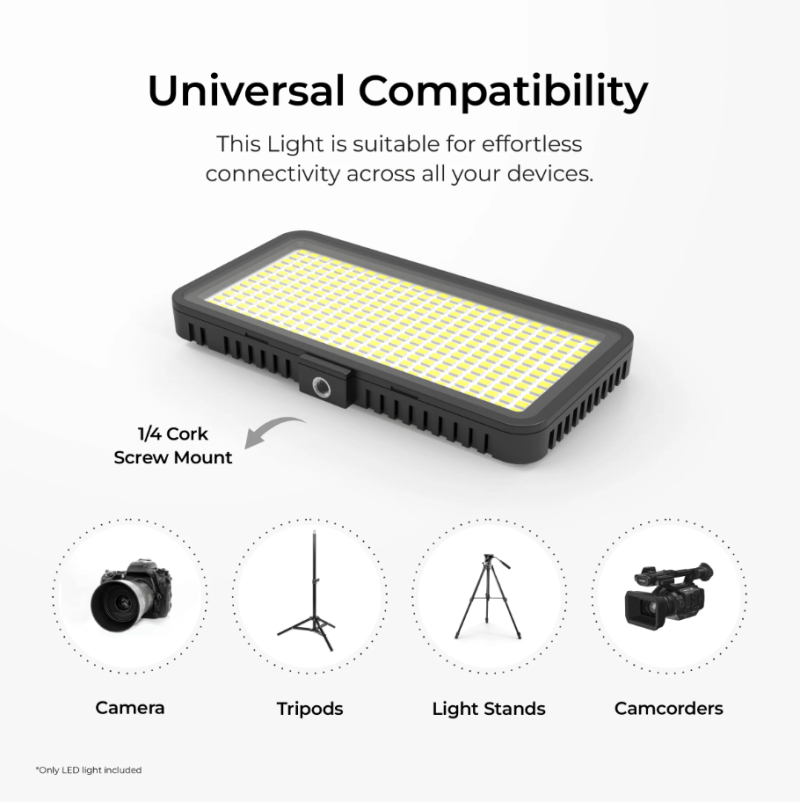 Universal Compatibility
This Light is suitable for effortless
connectivity across all your devices.
1/4 Cork
Screw Mount
Camera
Tripods
Light Stands
Camcorders
*Only LED light included